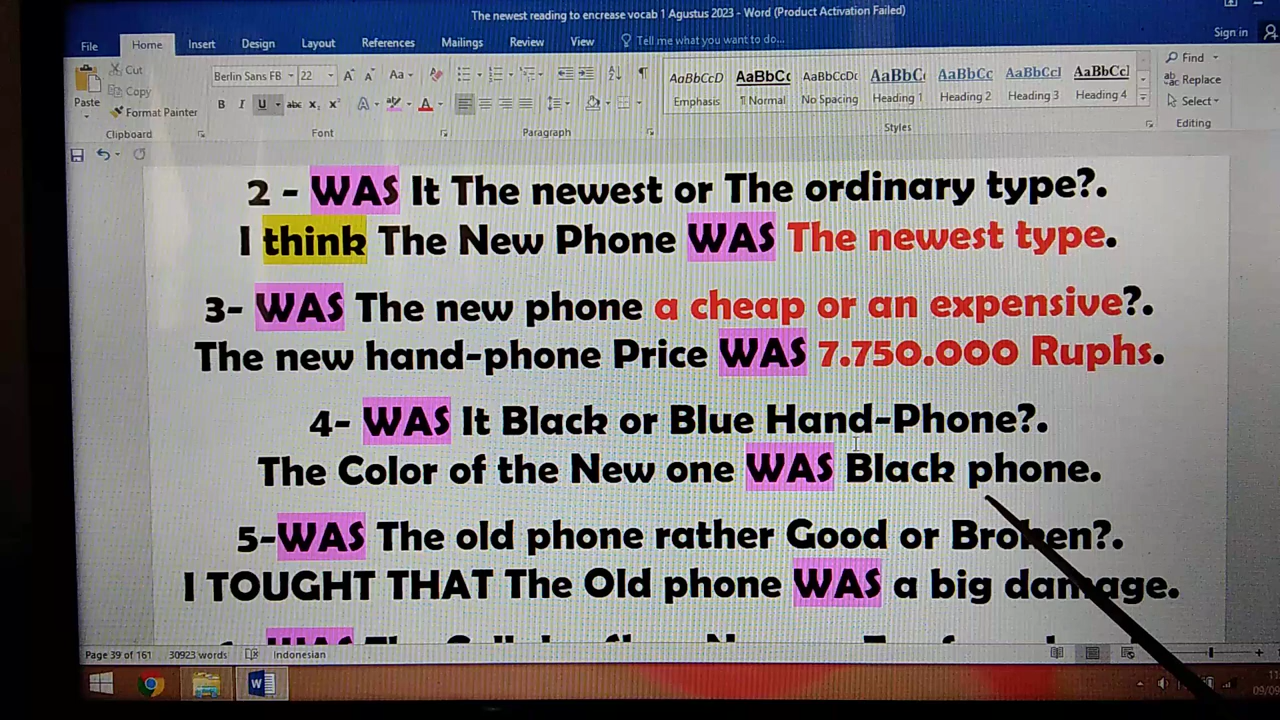 The newest reading to encrease vocab 1 Agustus 2023 - Word (Product Activation Failed)
File Home Insert Design Layout References Mailings Review View Tell me what you want to do... Sign in
Cut
Copy
Format Painter
Paste
Clipboard
Berlin Sans FB 22
Font
Paragraph
AaBbCcD AaBbCc AaBbCcDc AaBbC AaBbCc AaBbCcl AaBbCcl
Emphasis ¶ Normal No Spacing Heading 1 Heading 2 Heading 3 Heading 4
Styles
Find
Replace
Select
Editing
2 - WAS It The newest or The ordinary type?.
I think The New Phone WAS The newest type.
3- WAS The new phone a cheap or an expensive?.
The new hand-phone Price WAS 7.750.000 Ruphs.
4- WAS It Black or Blue Hand-Phone?.
The Color of the New one WAS Black phone.
5-WAS The old phone rather Good or Broken?.
I TOUGHT THAT The Old phone WAS a big damage.
Page 39 of 161 30923 words Indonesian